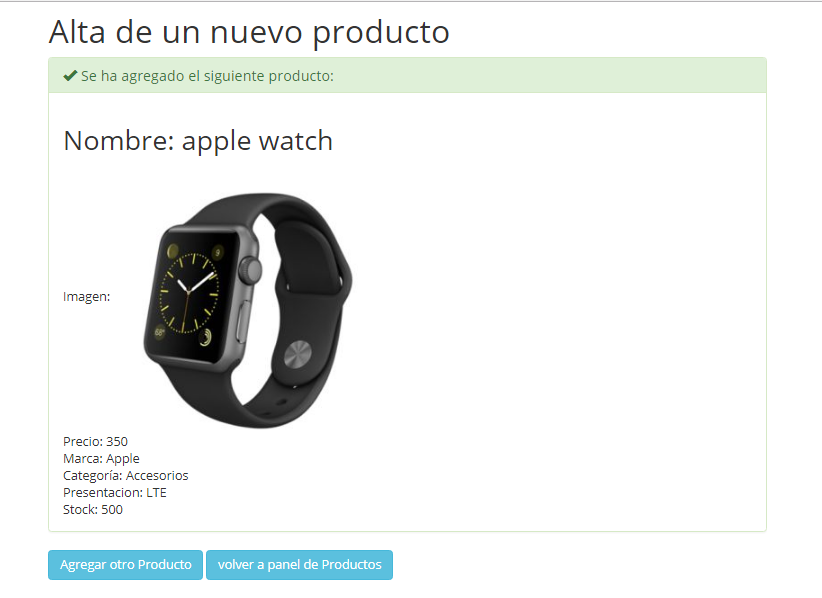 Alta de un nuevo producto
Se ha agregado el siguiente producto:
Nombre: apple watch
9
Imagen:
68°
Precio: 350
Marca: Apple
Categoría: Accesorios
Presentacion: LTE
Stock: 500
Agregar otro Producto volver a panel de Productos